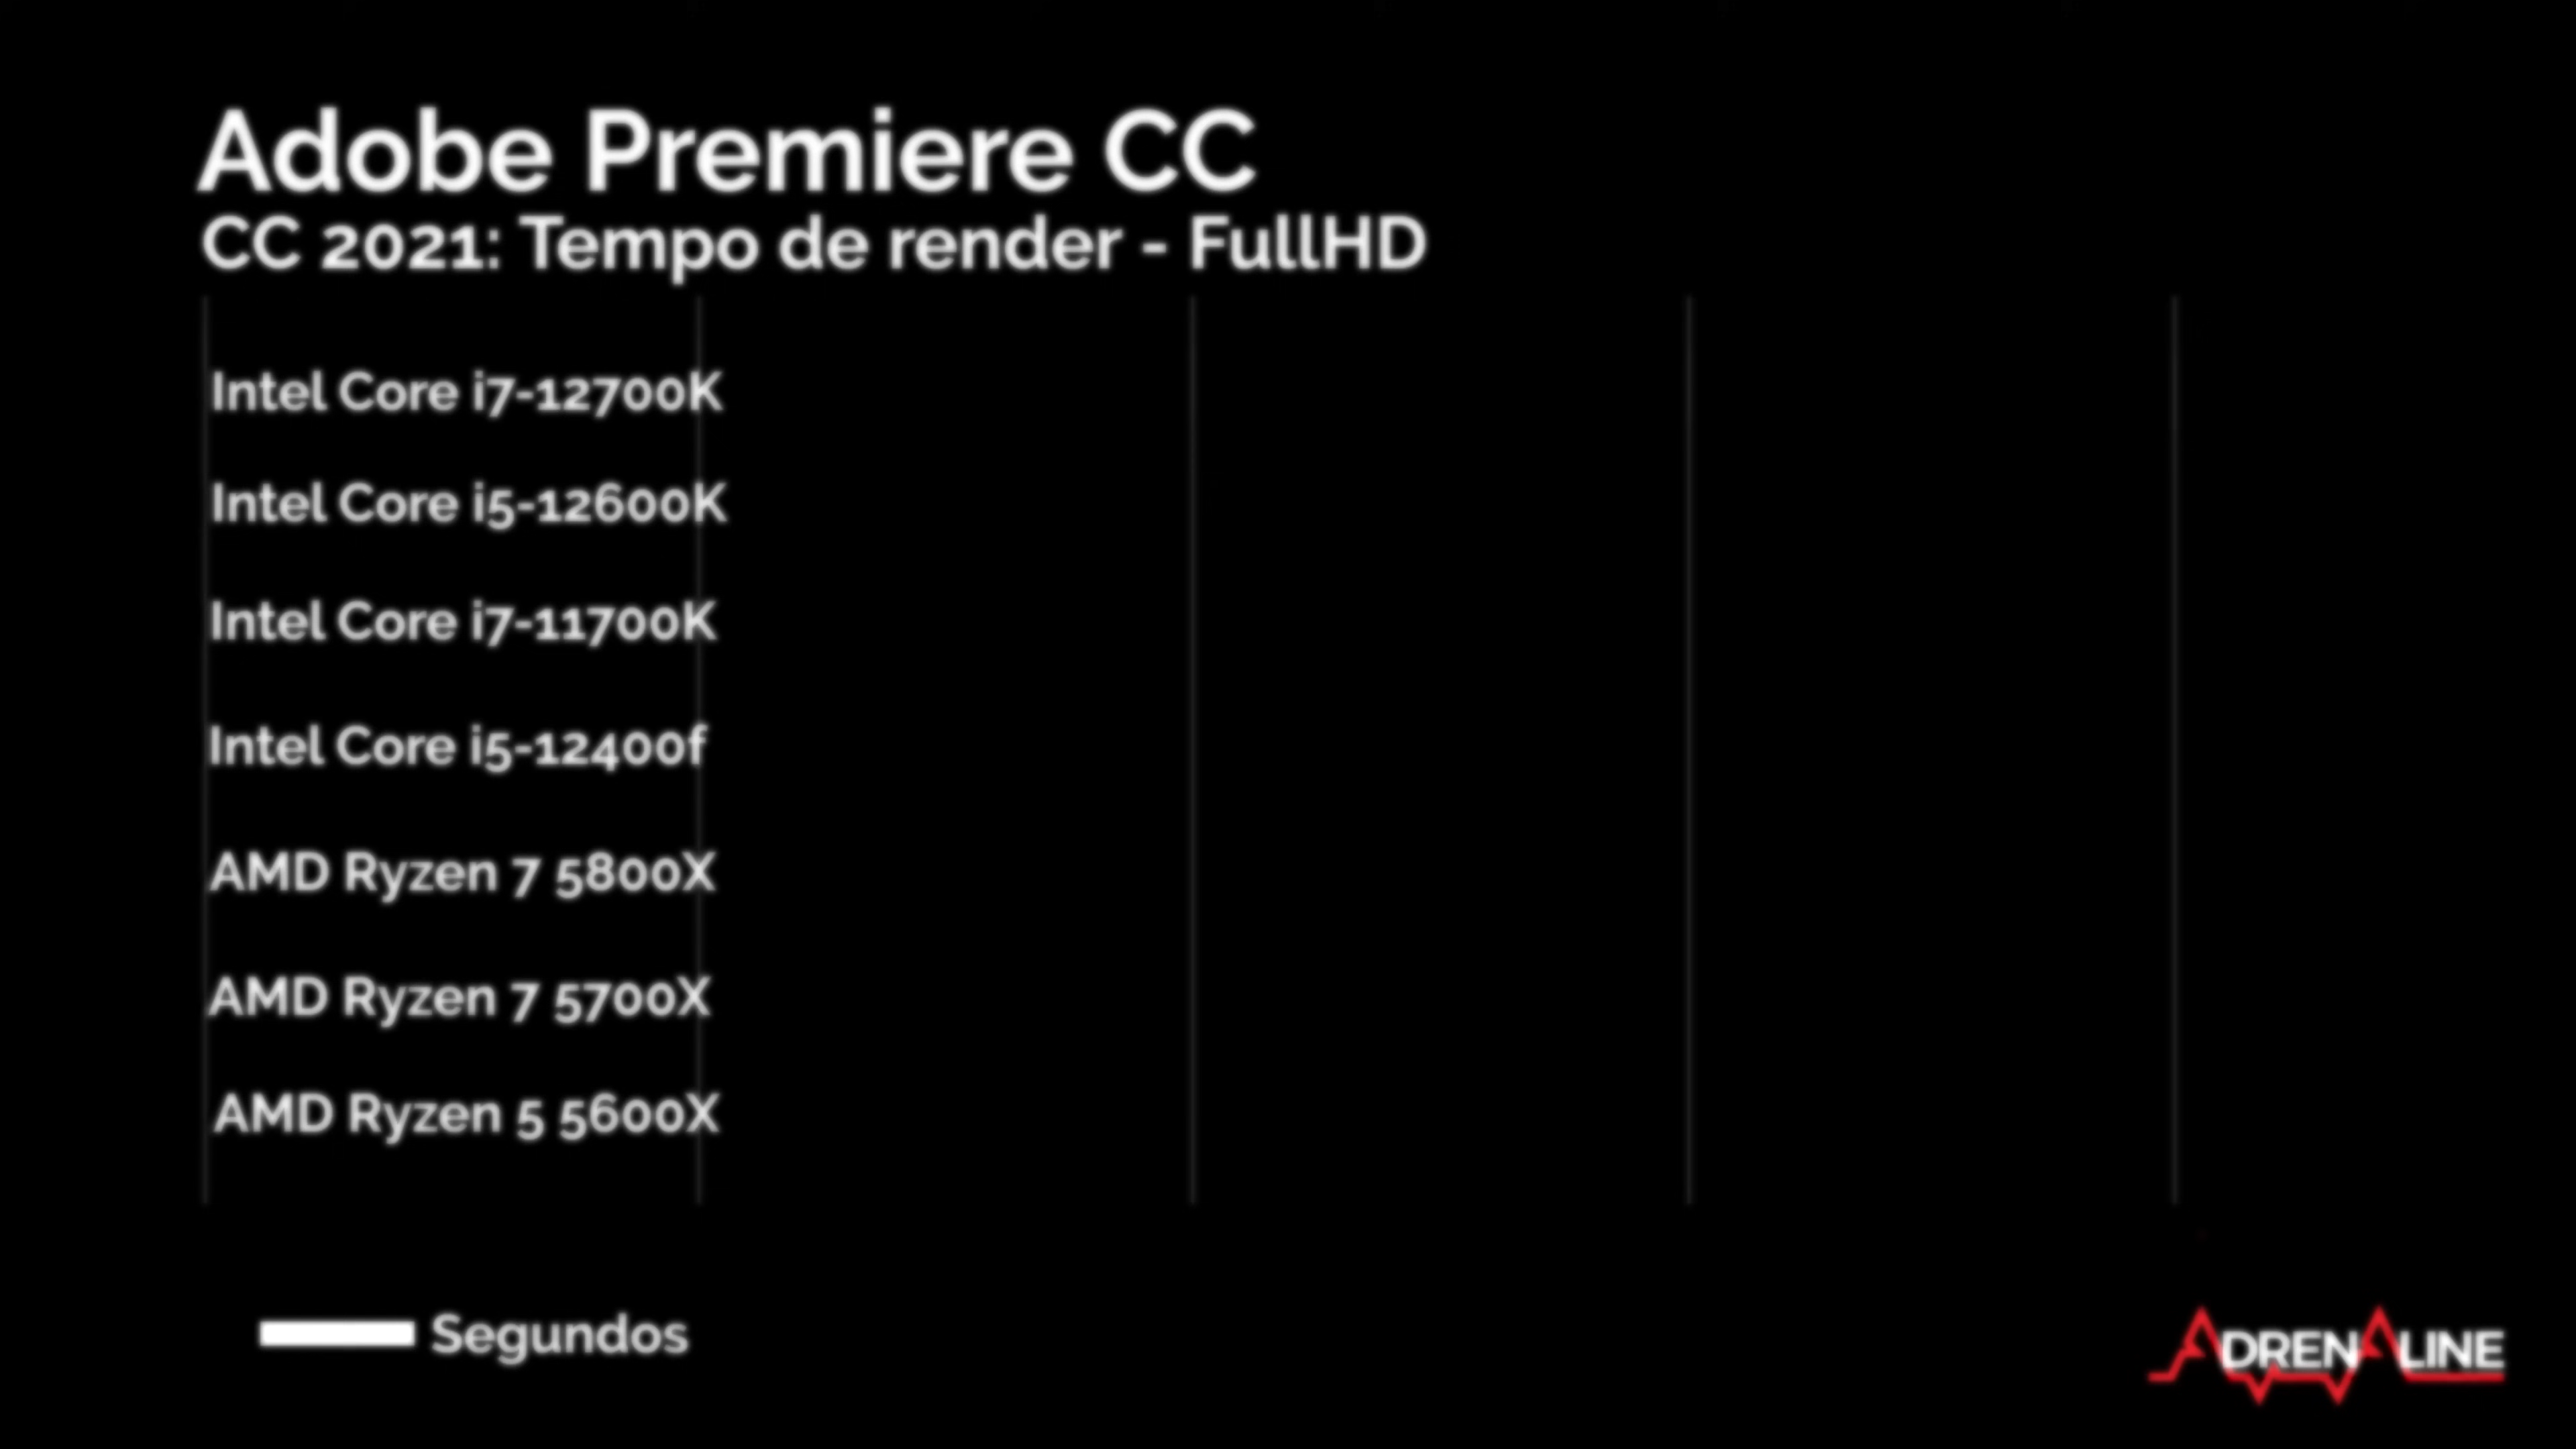 Adobe Premiere CC
CC 2021: Tempo de render - FullHD
Intel Core i7-12700K
Intel Core i5-12600K
Intel Core i7-11700K
Intel Core i5-12400f
AMD Ryzen 7 5800X
AMD Ryzen 7 5700X
AMD Ryzen 5 5600X
Segundos
ADRENALINE